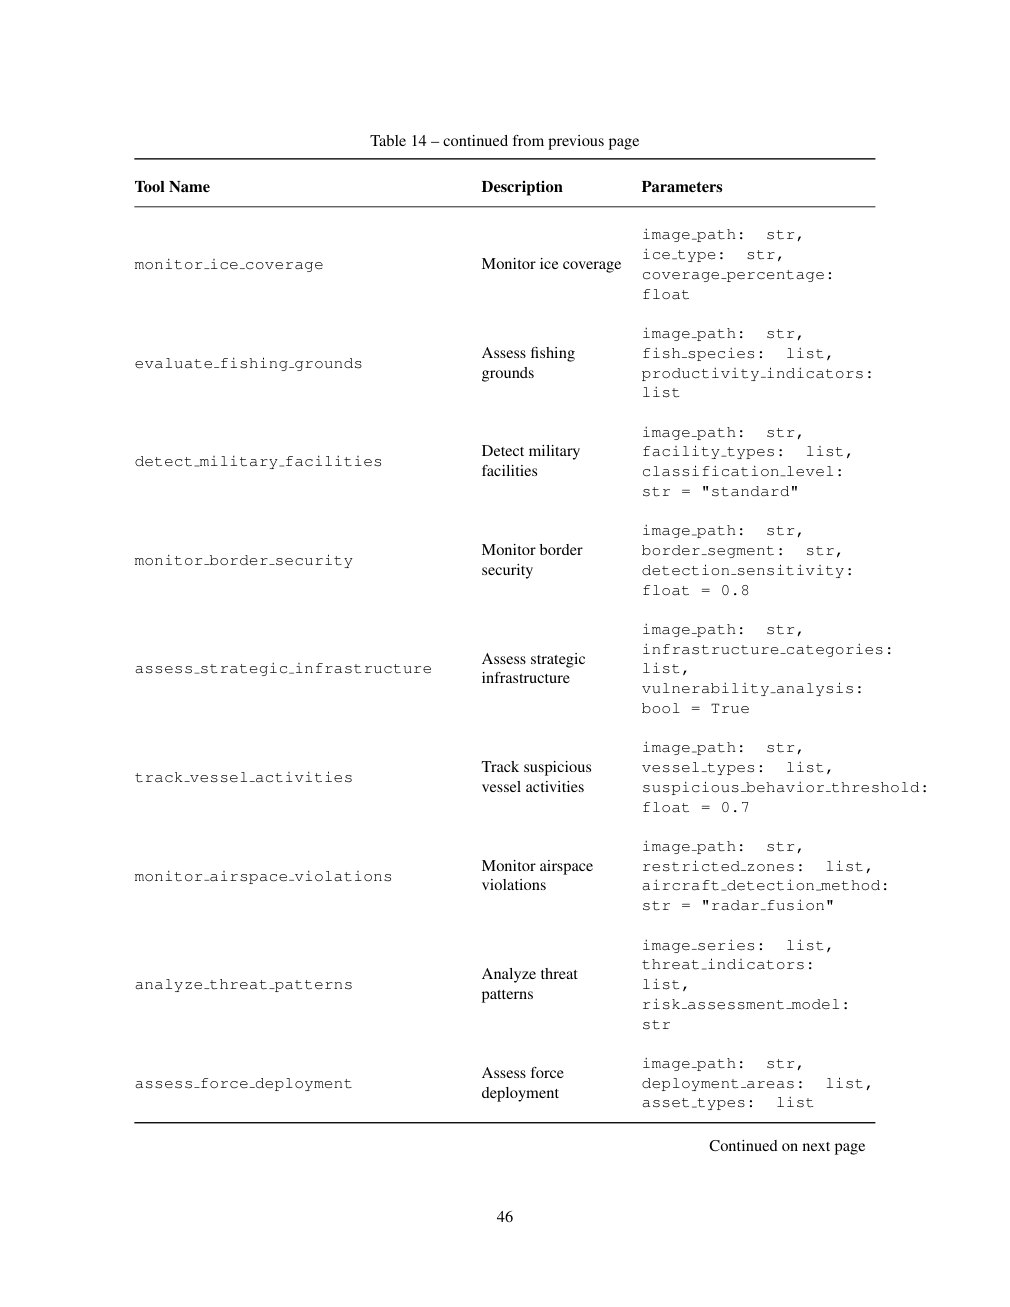 Table 14 – continued from previous page
Tool Name Description Parameters
monitor_ice_coverage Monitor ice coverage image_path: str,
ice_type: str,
coverage_percentage:
float
evaluate_fishing_grounds Assess fishing
grounds image_path: str,
fish_species: list,
productivity_indicators:
list
detect_military_facilities Detect military
facilities image_path: str,
facility_types: list,
classification_level:
str = "standard"
monitor_border_security Monitor border
security image_path: str,
border_segment: str,
detection_sensitivity:
float = 0.8
assess_strategic_infrastructure Assess strategic
infrastructure image_path: str,
infrastructure_categories:
list,
vulnerability_analysis:
bool = True
track_vessel_activities Track suspicious
vessel activities image_path: str,
vessel_types: list,
suspicious_behavior_threshold:
float = 0.7
monitor_airspace_violations Monitor airspace
violations image_path: str,
restricted_zones: list,
aircraft_detection_method:
str = "radar_fusion"
analyze_threat_patterns Analyze threat
patterns image_series: list,
threat_indicators:
list,
risk_assessment_model:
str
assess_force_deployment Assess force
deployment image_path: str,
deployment_areas: list,
asset_types: list
Continued on next page
46